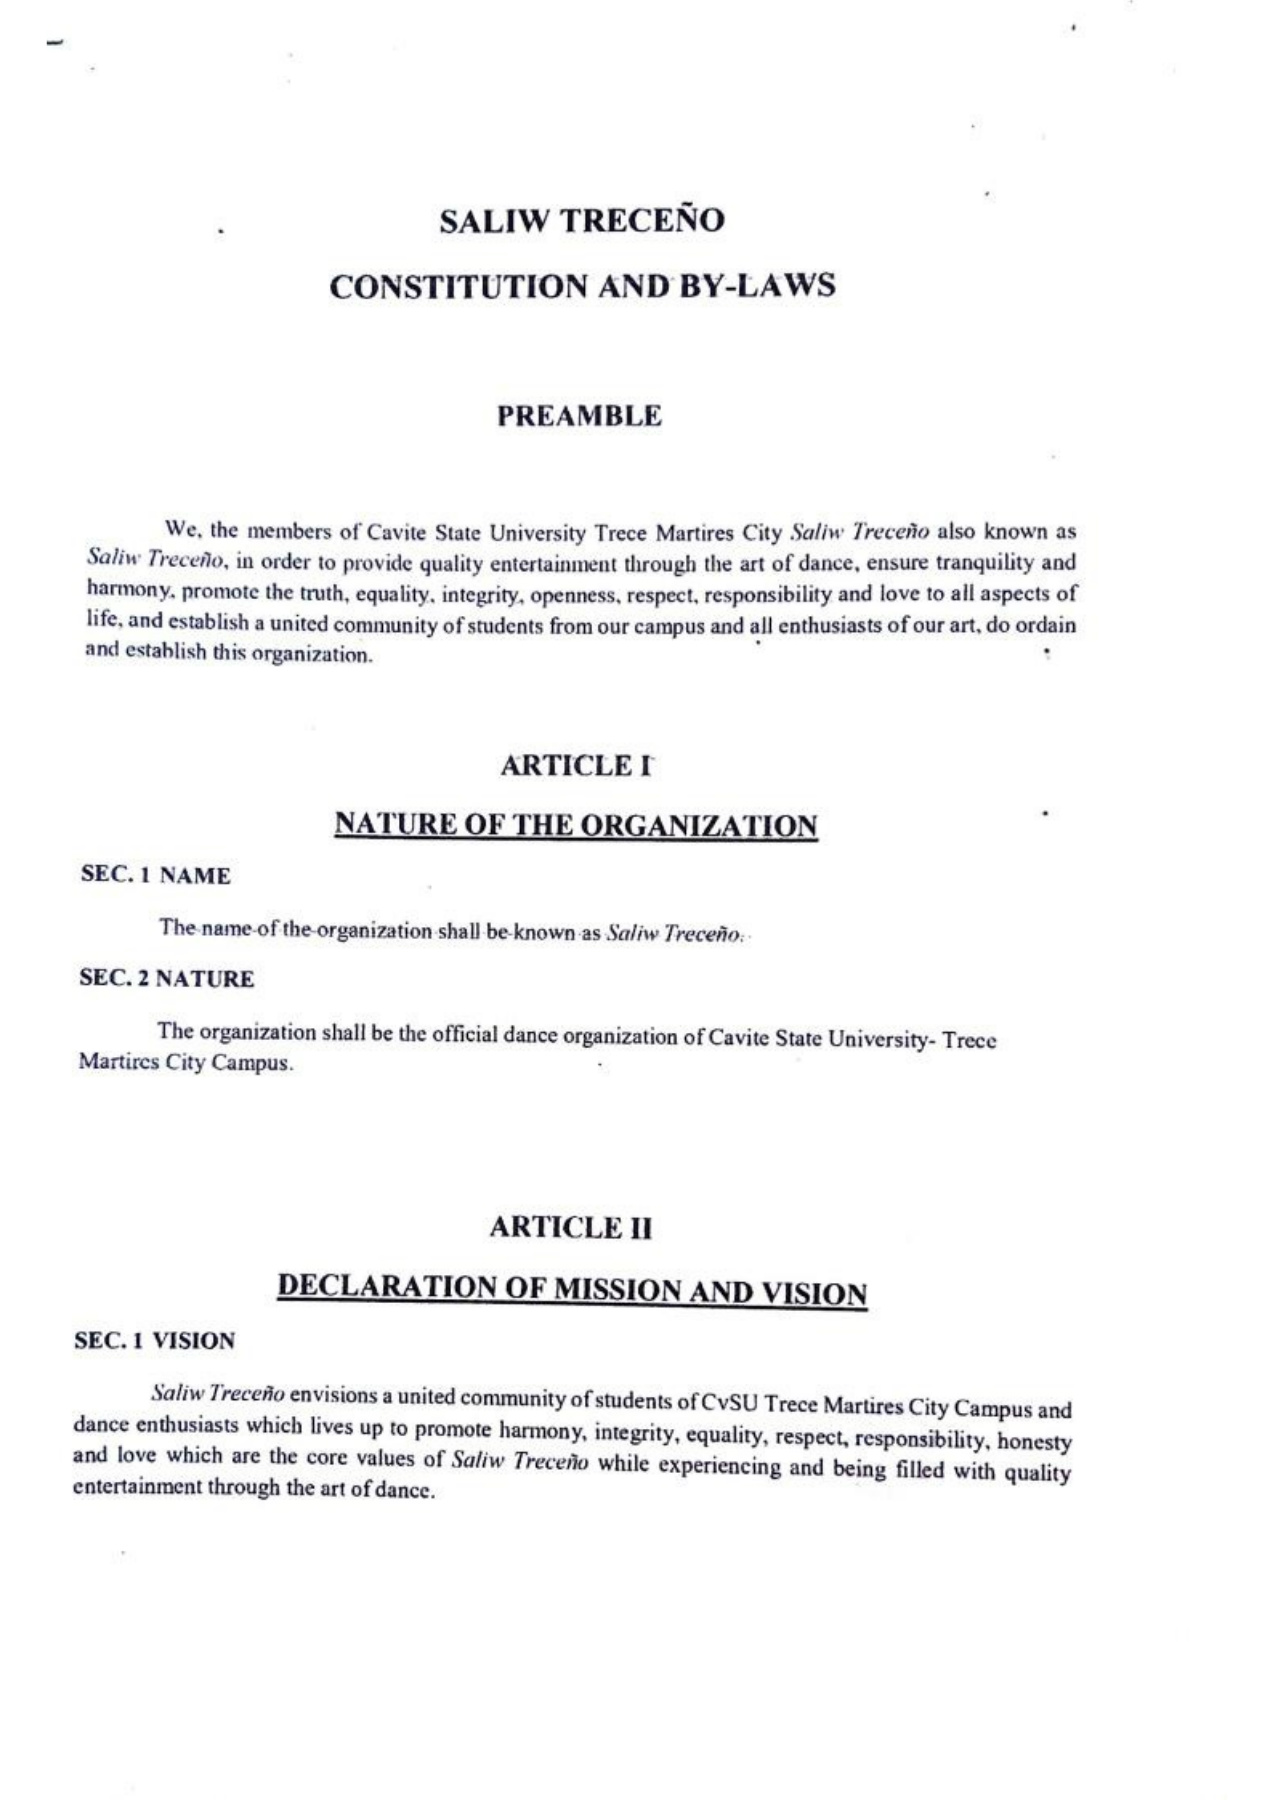 SALIW TRECEÑO
CONSTITUTION AND BY-LAWS
PREAMBLE
We, the members of Cavite State University Trece Martires City Saliw Treceño also known as
Saliw Treceño, in order to provide quality entertainment through the art of dance, ensure tranquility and
harmony, promote the truth, equality, integrity, openness, respect, responsibility and love to all aspects of
life, and establish a united community of students from our campus and all enthusiasts of our art, do ordain
and establish this organization.
ARTICLE I
NATURE OF THE ORGANIZATION
SEC. 1 NAME
The name of the organization shall be known as Saliw Treceño.
SEC. 2 NATURE
The organization shall be the official dance organization of Cavite State University- Trece
Martires City Campus.
ARTICLE II
DECLARATION OF MISSION AND VISION
SEC. 1 VISION
Saliw Treceño envisions a united community of students of CvSU Trece Martires City Campus and
dance enthusiasts which lives up to promote harmony, integrity, equality, respect, responsibility, honesty
and love which are the core values of Saliw Treceño while experiencing and being filled with quality
entertainment through the art of dance.